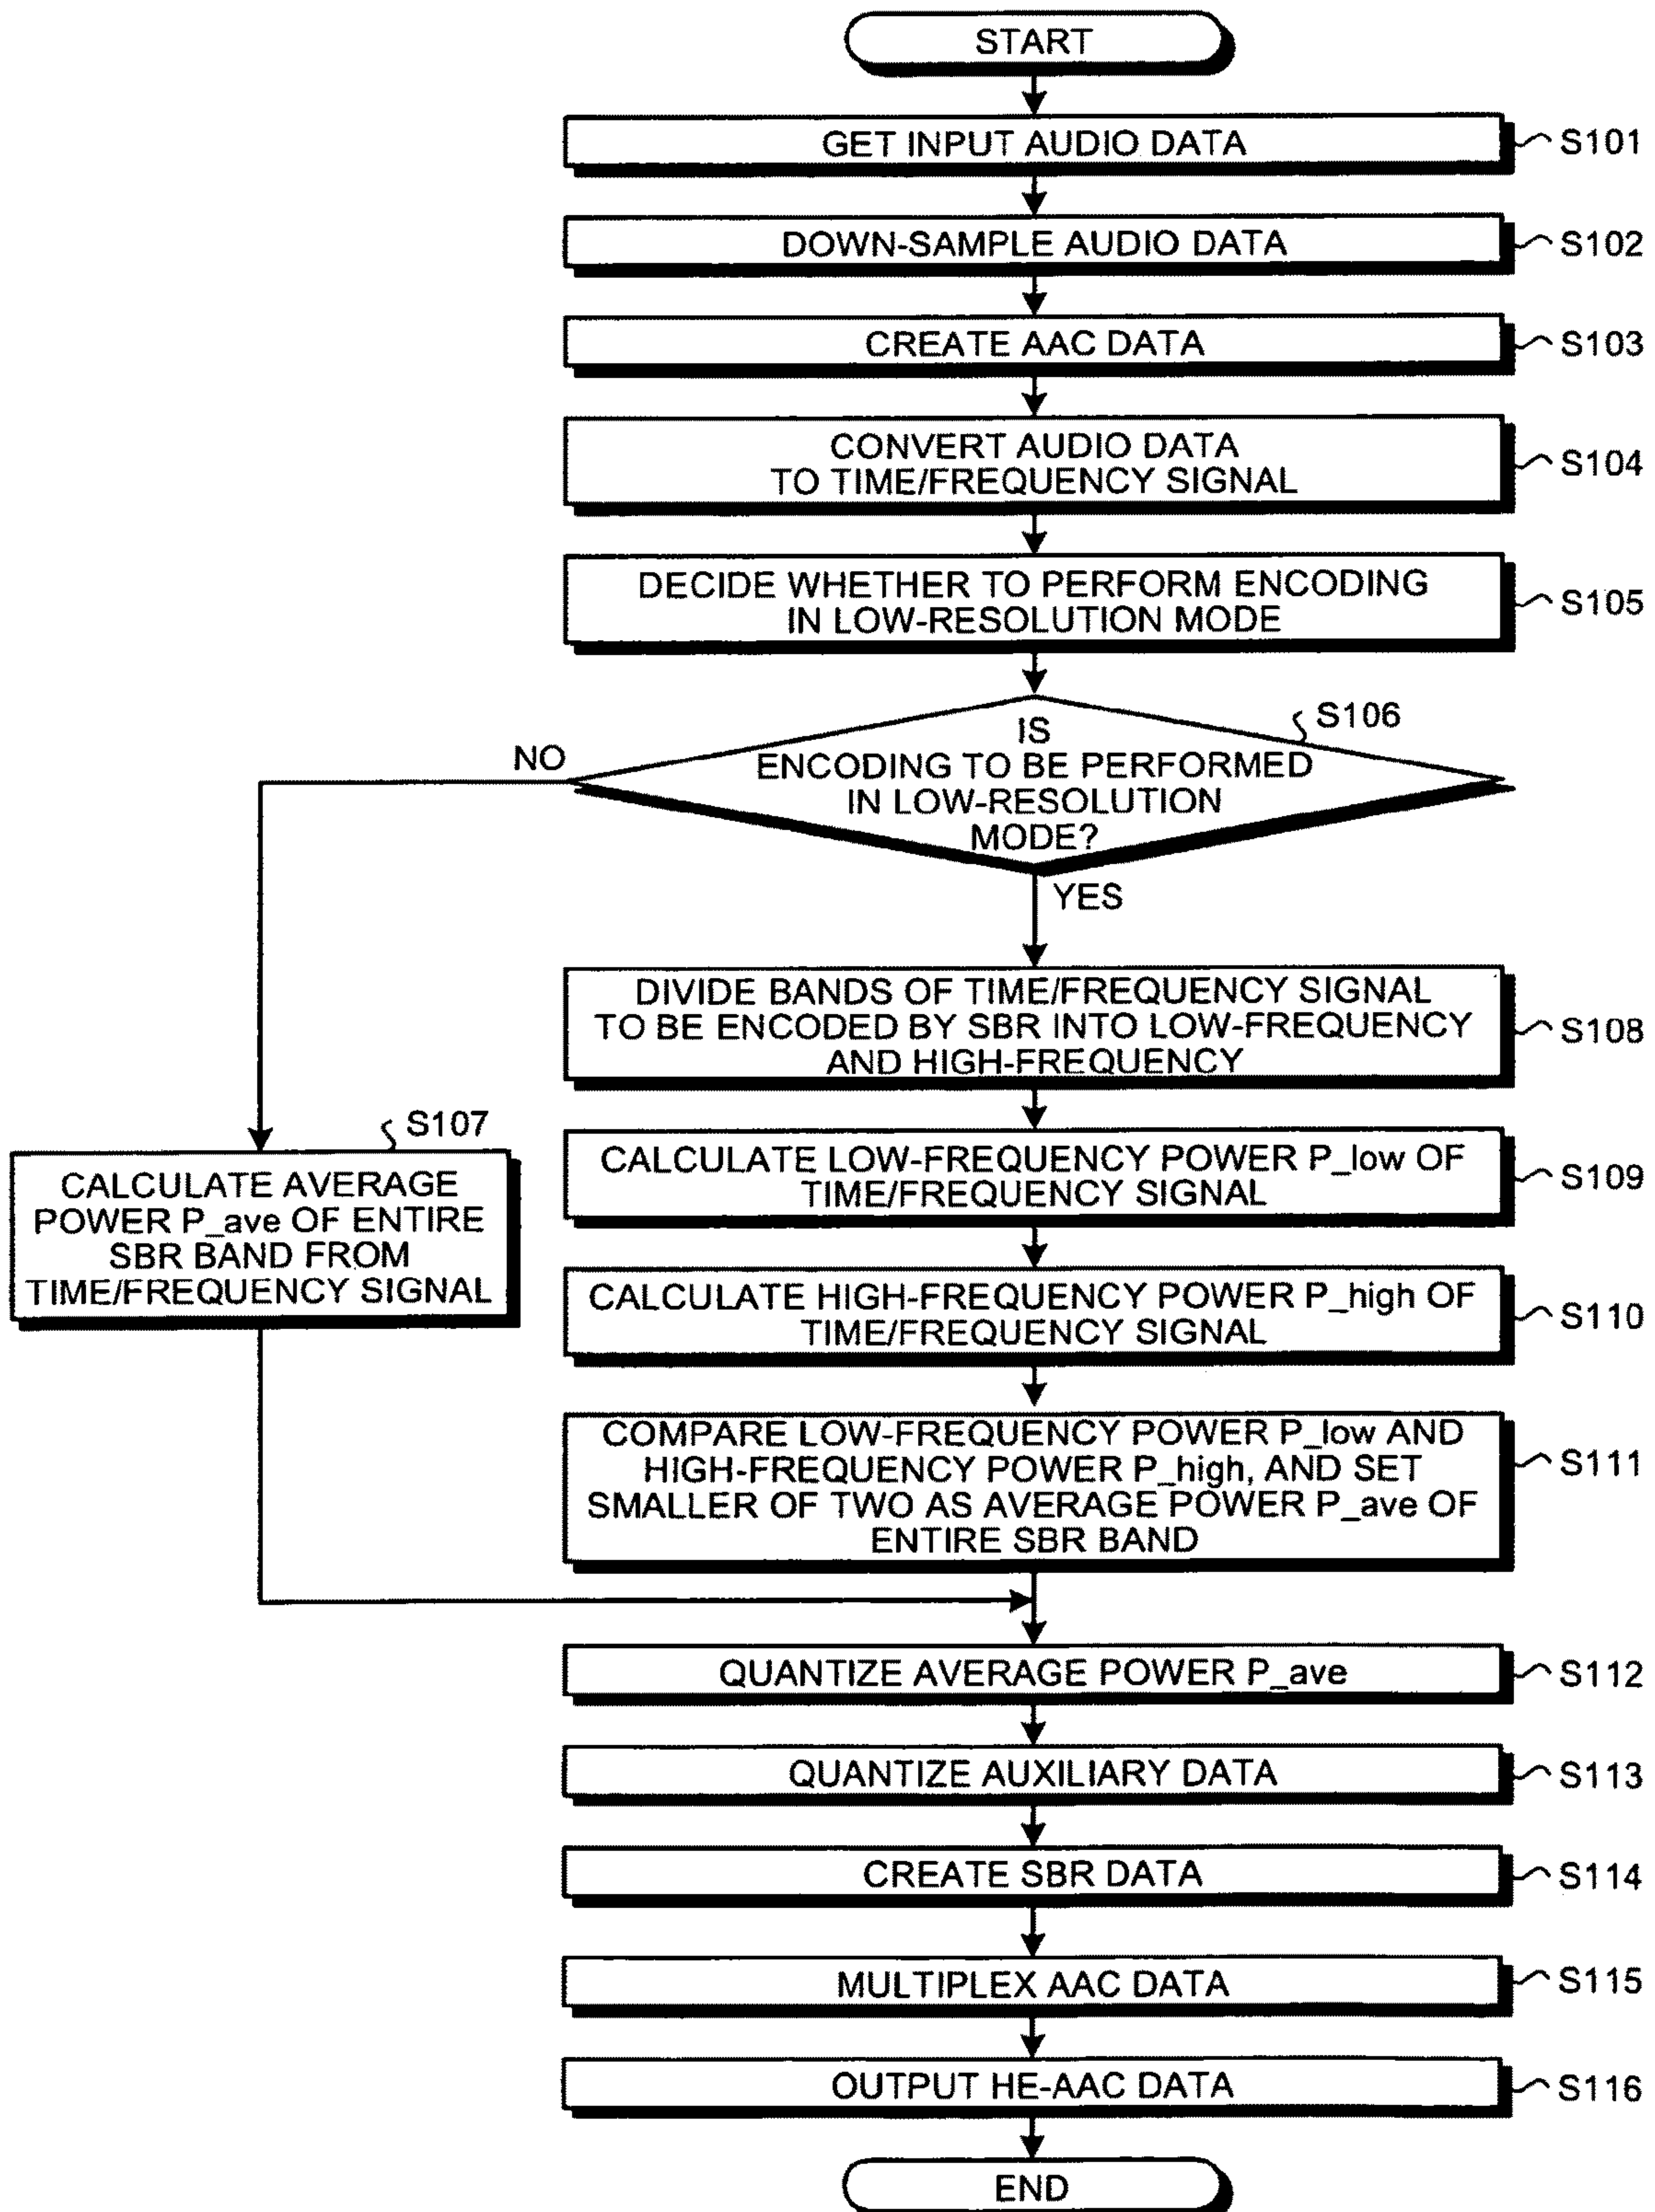 START
GET INPUT AUDIO DATA
S101
DOWN-SAMPLE AUDIO DATA
S102
CREATE AAC DATA
S103
CONVERT AUDIO DATA
TO TIME/FREQUENCY SIGNAL
S104
DECIDE WHETHER TO PERFORM ENCODING
IN LOW-RESOLUTION MODE
S105
S106
IS
ENCODING TO BE PERFORMED
IN LOW-RESOLUTION
MODE?
NO
YES
S107
CALCULATE AVERAGE
POWER P_ave OF ENTIRE
SBR BAND FROM
TIME/FREQUENCY SIGNAL
DIVIDE BANDS OF TIME/FREQUENCY SIGNAL
TO BE ENCODED BY SBR INTO LOW-FREQUENCY
AND HIGH-FREQUENCY
S108
CALCULATE LOW-FREQUENCY POWER P_low OF
TIME/FREQUENCY SIGNAL
S109
CALCULATE HIGH-FREQUENCY POWER P_high OF
TIME/FREQUENCY SIGNAL
S110
COMPARE LOW-FREQUENCY POWER P_low AND
HIGH-FREQUENCY POWER P_high, AND SET
SMALLER OF TWO AS AVERAGE POWER P_ave OF
ENTIRE SBR BAND
S111
QUANTIZE AVERAGE POWER P_ave
S112
QUANTIZE AUXILIARY DATA
S113
CREATE SBR DATA
S114
MULTIPLEX AAC DATA
S115
OUTPUT HE-AAC DATA
S116
END